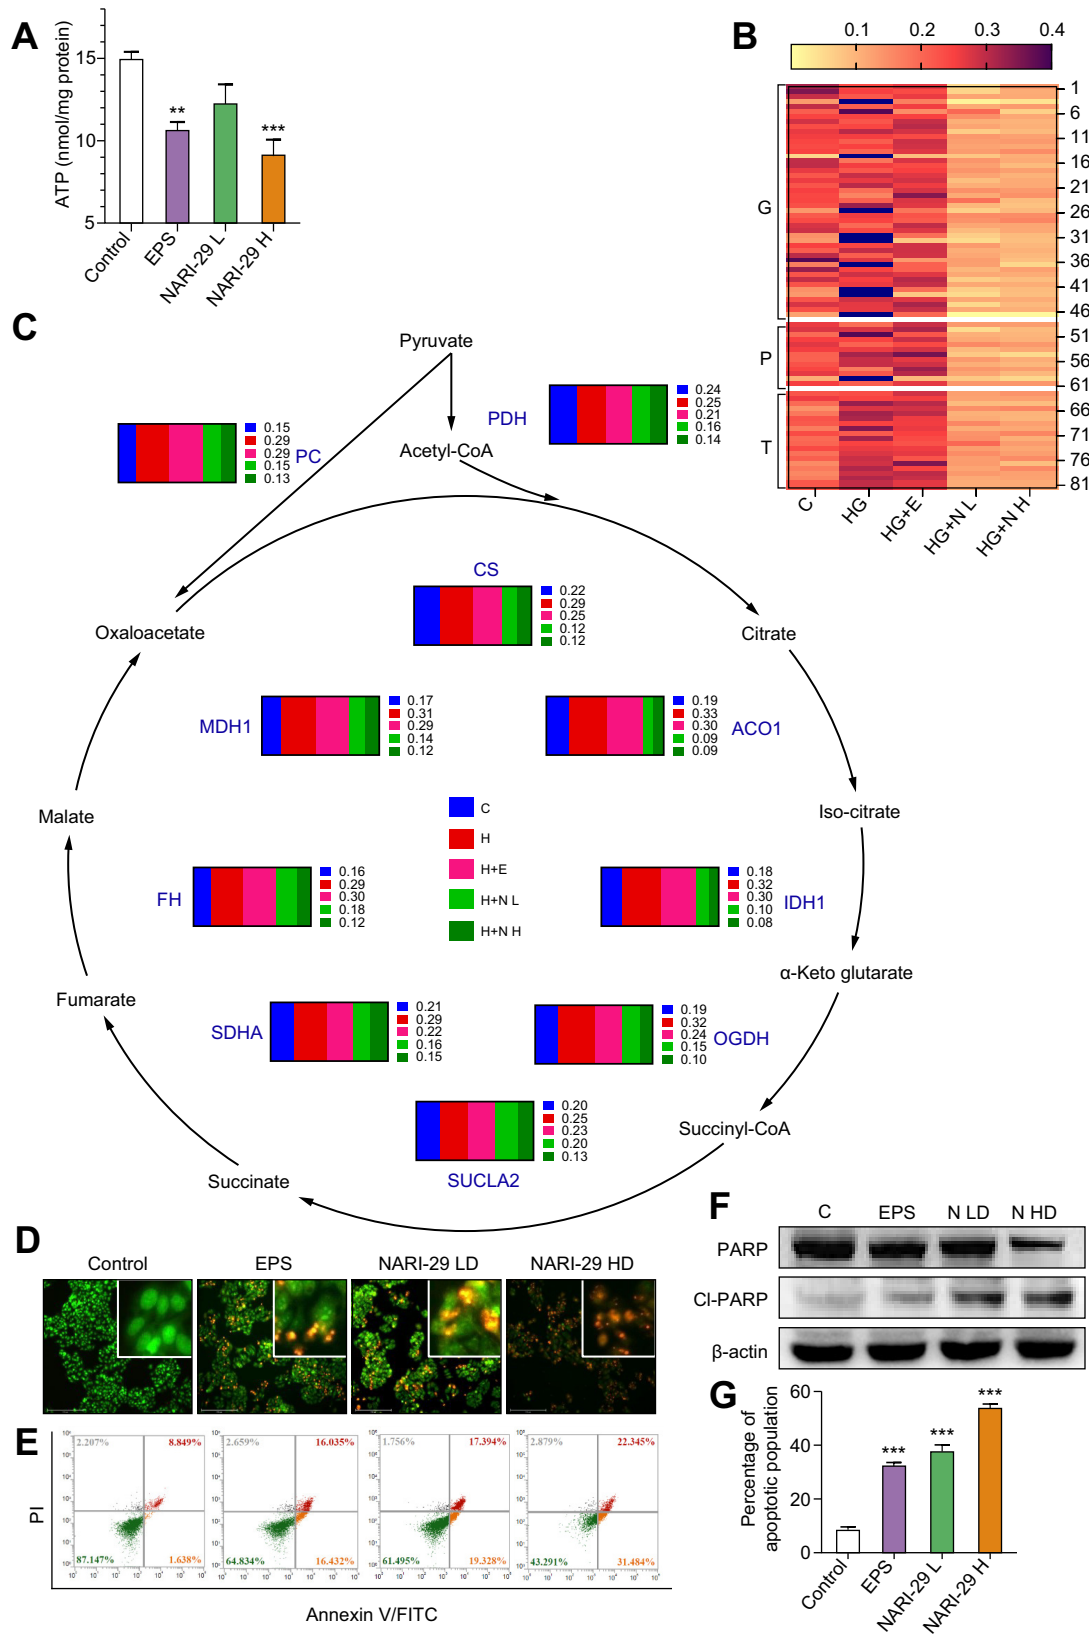 A
ATP (nmol/mg protein)
15
10
5
**
***
Control
EPS
NARI-29 L
NARI-29 H
B
0.1 0.2 0.3 0.4
G
P
T
1
6
11
16
21
26
31
36
41
46
51
56
61
66
71
76
81
C
HG
HG+E
HG+N L
HG+N H
C
Pyruvate
Acetyl-CoA
PC
0.15
0.29
0.29
0.15
0.13
PDH
0.24
0.25
0.21
0.16
0.14
CS
0.22
0.29
0.25
0.12
0.12
Oxaloacetate
Citrate
MDH1
0.17
0.31
0.29
0.14
0.12
ACO1
0.19
0.33
0.30
0.09
0.09
Malate
Iso-citrate
C
H
H+E
H+N L
H+N H
FH
0.16
0.29
0.30
0.18
0.12
IDH1
0.18
0.32
0.30
0.10
0.08
Fumarate
α-Keto glutarate
SDHA
0.21
0.29
0.22
0.16
0.15
OGDH
0.19
0.32
0.24
0.15
0.10
SUCLA2
0.20
0.25
0.23
0.20
0.13
Succinate
Succinyl-CoA
D
Control EPS NARI-29 LD NARI-29 HD
E
PI
2.207% 8.849%
87.147% 1.638%
2.659% 16.035%
64.834% 16.432%
1.756% 17.394%
61.495% 19.328%
2.879% 22.345%
43.291% 31.484%
Annexin V/FITC
F
C EPS N LD N HD
PARP
Cl-PARP
β-actin
G
Percentage of
apoptotic population
60
40
20
0
***
***
***
Control
EPS
NARI-29 L
NARI-29 H